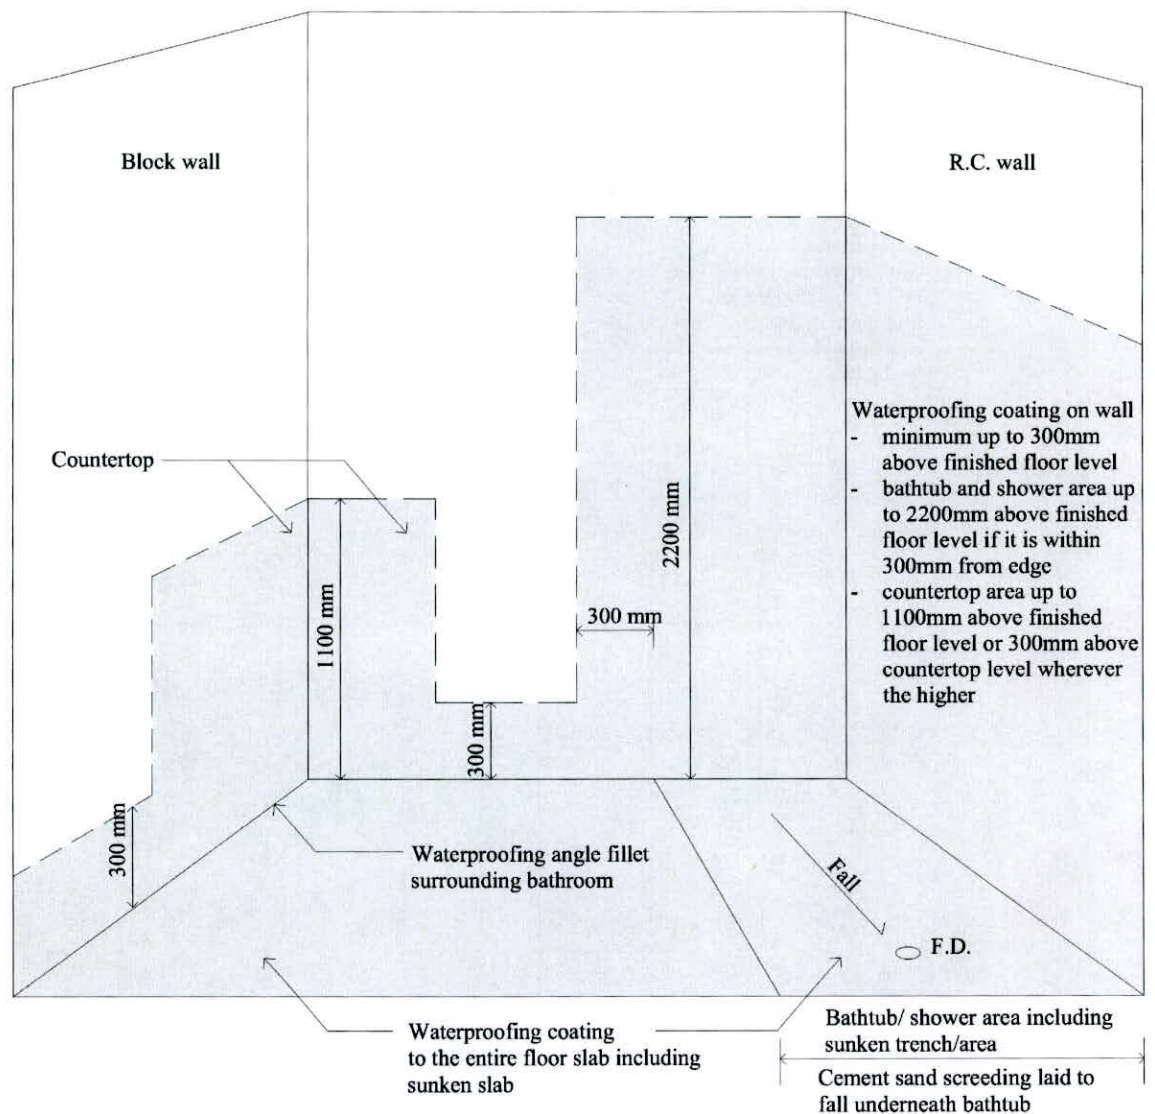 Block wall
R.C. wall
Countertop
Waterproofing coating on wall
- minimum up to 300mm
above finished floor level
- bathtub and shower area up
to 2200mm above finished
floor level if it is within
300mm from edge
- countertop area up to
1100mm above finished
floor level or 300mm above
countertop level wherever
the higher
2200 mm
1100 mm
300 mm
300 mm
300 mm
Waterproofing angle fillet
surrounding bathroom
Fall
F.D.
Waterproofing coating
to the entire floor slab including
sunken slab
Bathtub/ shower area including
sunken trench/area
Cement sand screeding laid to
fall underneath bathtub